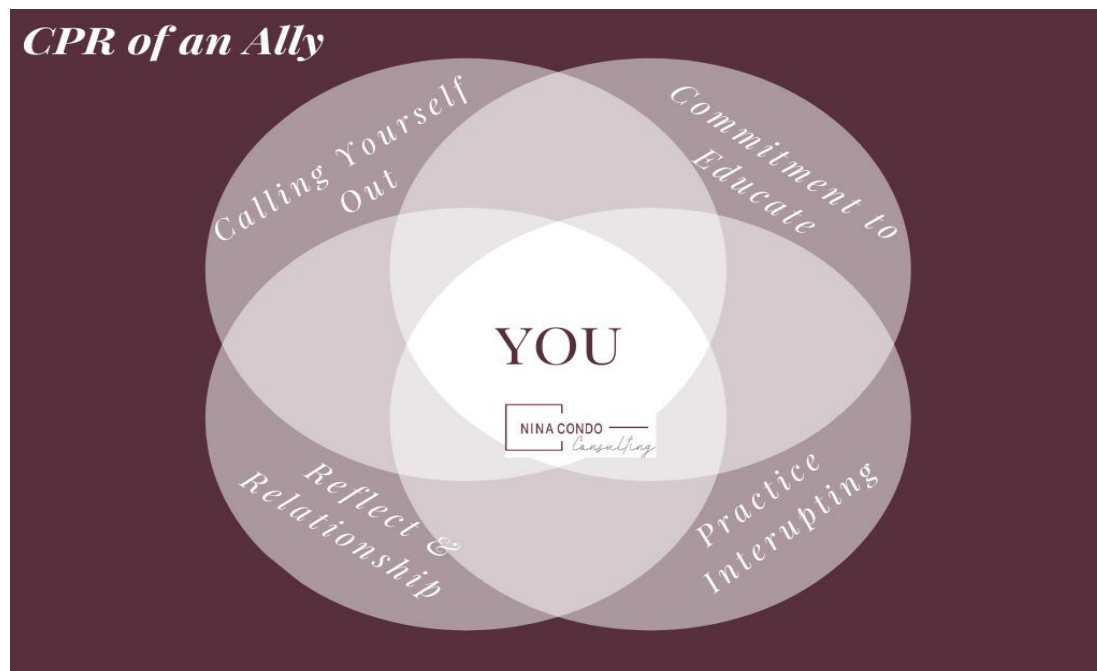 CPR of an Ally
Calling Yourself
Out
Commitment to
Educate
YOU
NINA CONDO
Consulting
Reflect &
Relationship
Practice
Interupting